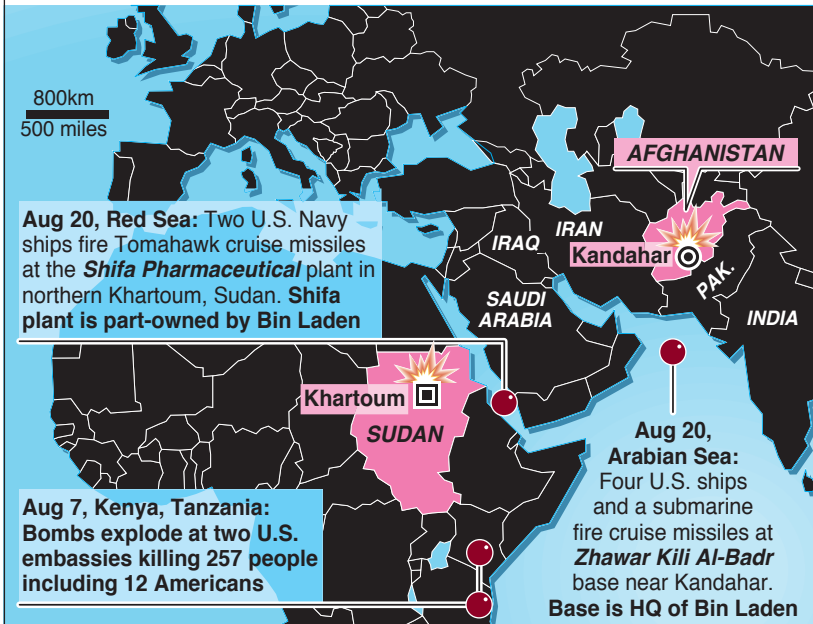 800km
500 miles
AFGHANISTAN
Aug 20, Red Sea: Two U.S. Navy
ships fire Tomahawk cruise missiles
at the Shifa Pharmaceutical plant in
northern Khartoum, Sudan. Shifa
plant is part-owned by Bin Laden
IRAQ
IRAN
Kandahar
PAK.
SAUDI
ARABIA
INDIA
Khartoum
SUDAN
Aug 20,
Arabian Sea:
Four U.S. ships
and a submarine
fire cruise missiles at
Zhawar Kili Al-Badr
base near Kandahar.
Base is HQ of Bin Laden
Aug 7, Kenya, Tanzania:
Bombs explode at two U.S.
embassies killing 257 people
including 12 Americans